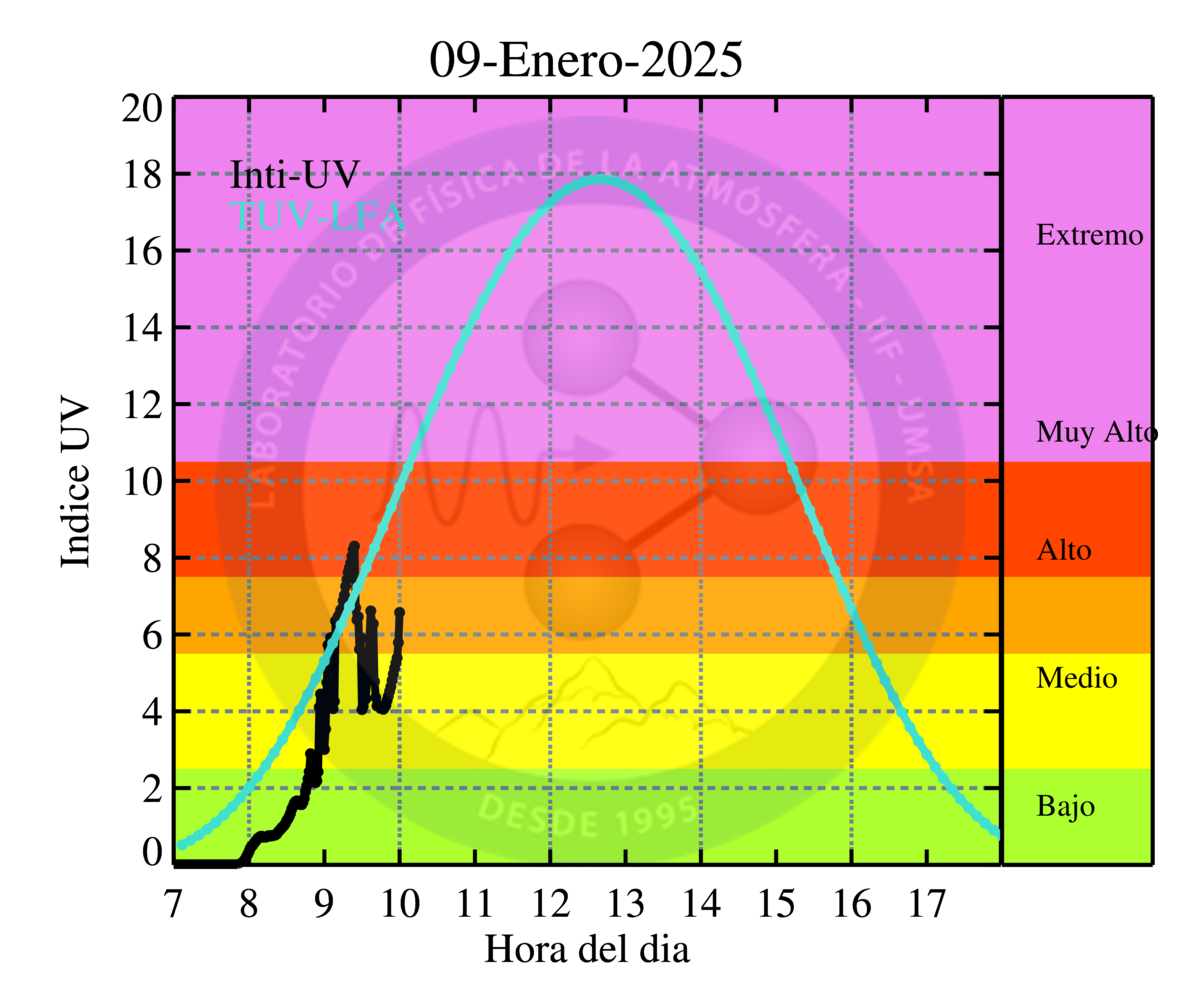 09-Enero-2025
Inti-UV
TUV-LFA
LABORATORIO DE FÍSICA DE LA ATMÓSFERA - IIF - UMSA
DESDE 1995
Indice UV
20
18
16
14
12
10
8
6
4
2
0
Extremo
Muy Alto
Alto
Medio
Bajo
7 8 9 10 11 12 13 14 15 16 17
Hora del dia